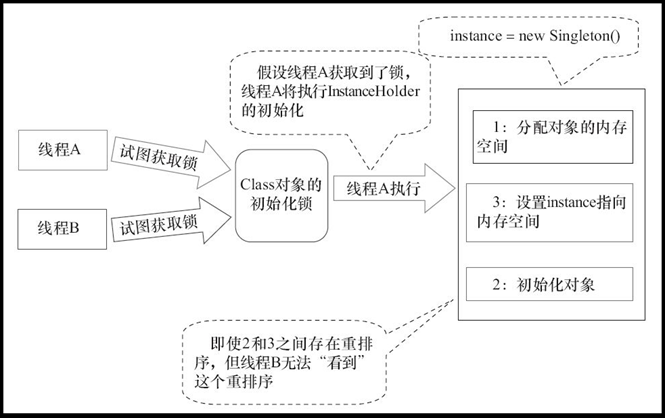 instance = new Singleton()
假设线程A获取到了锁，
线程A将执行InstanceHolder
的初始化
1：分配对象的内存
空间
线程A
试图获取锁
Class对象的
初始化锁
线程A执行
3：设置instance指向
内存空间
线程B
试图获取锁
2：初始化对象
即使2和3之间存在重排
序，但线程B无法“看到”
这个重排序